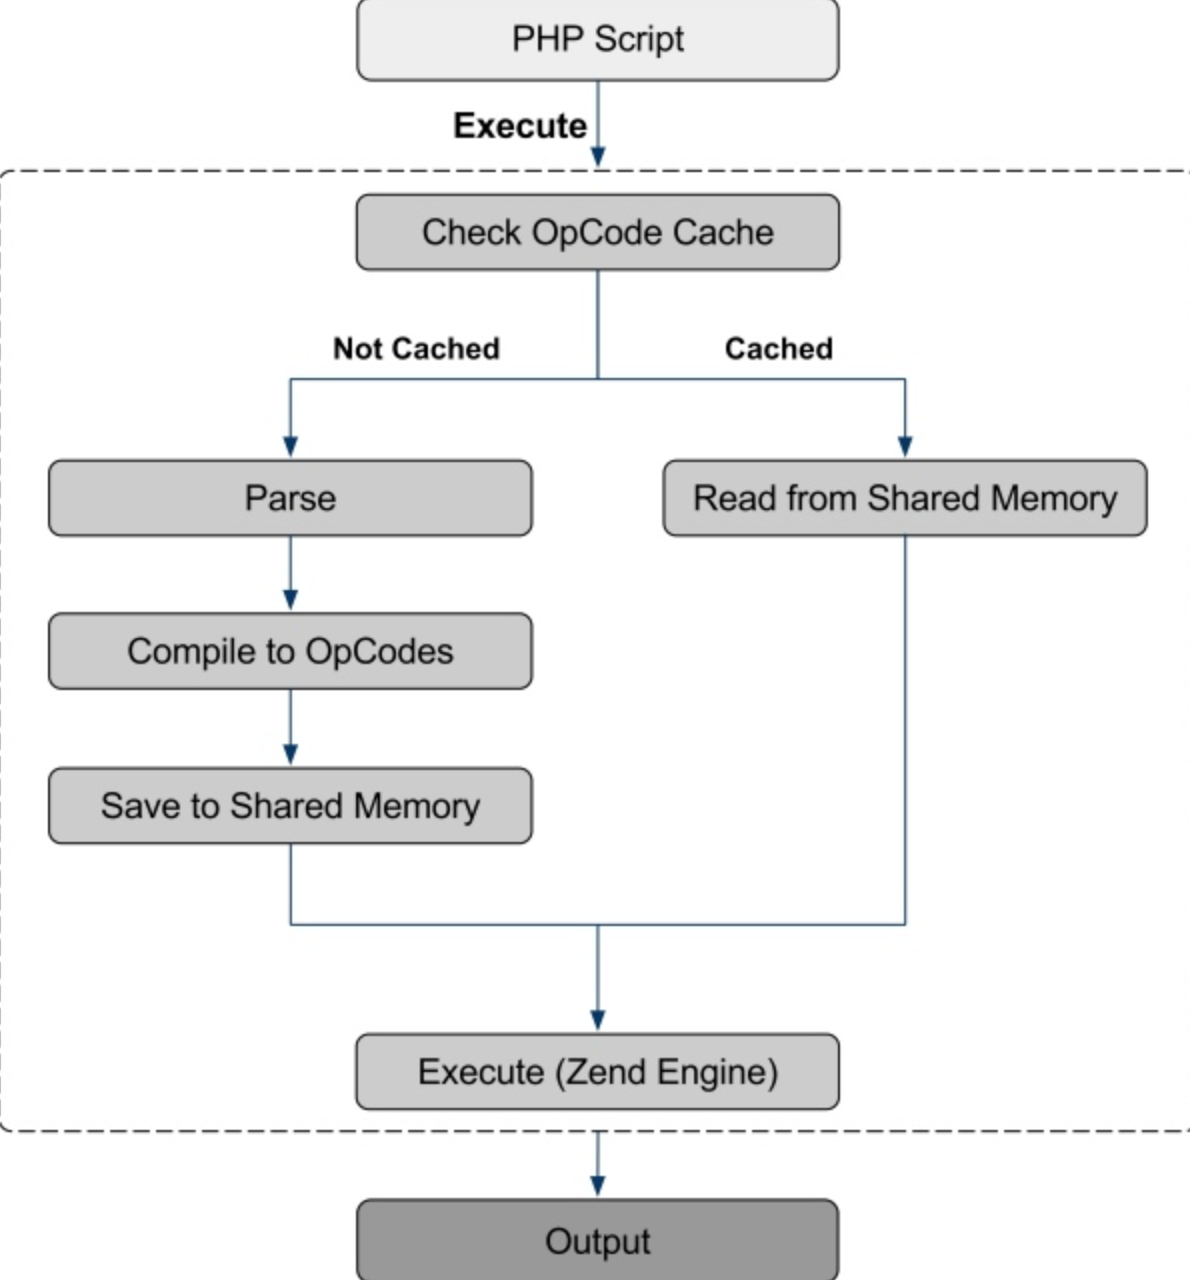 PHP Script
Execute
Check OpCode Cache
Not Cached
Cached
Parse
Read from Shared Memory
Compile to OpCodes
Save to Shared Memory
Execute (Zend Engine)
Output